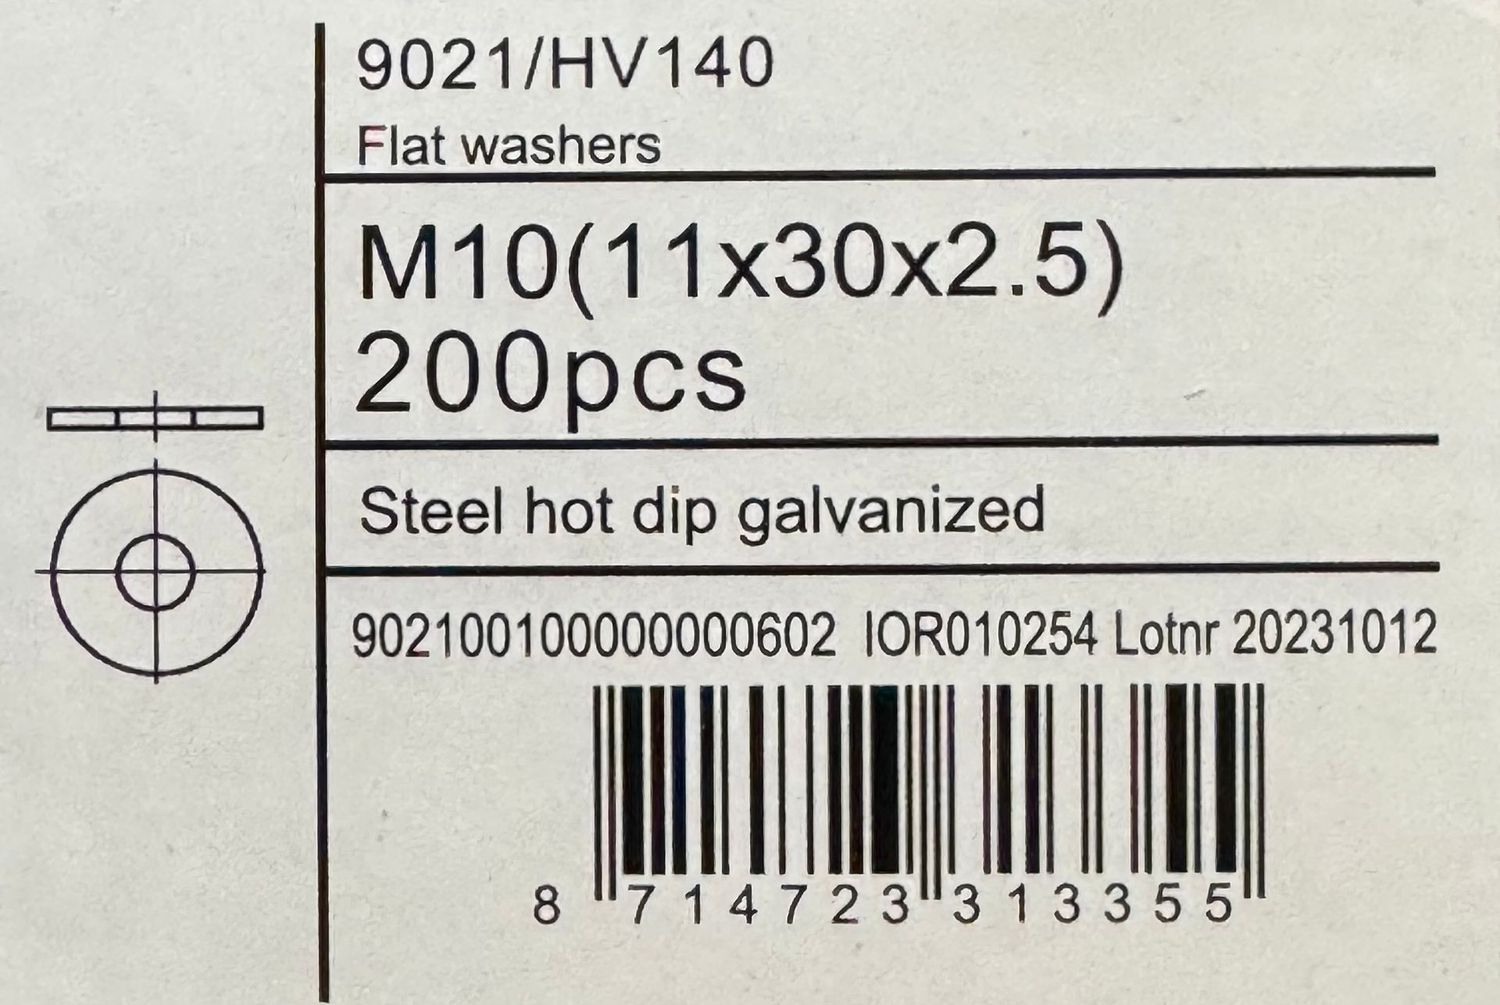 9021/HV140
Flat washers
M10(11x30x2.5)
200pcs
Steel hot dip galvanized
902100100000000602 IOR010254 Lotnr 20231012
8 714723 313355